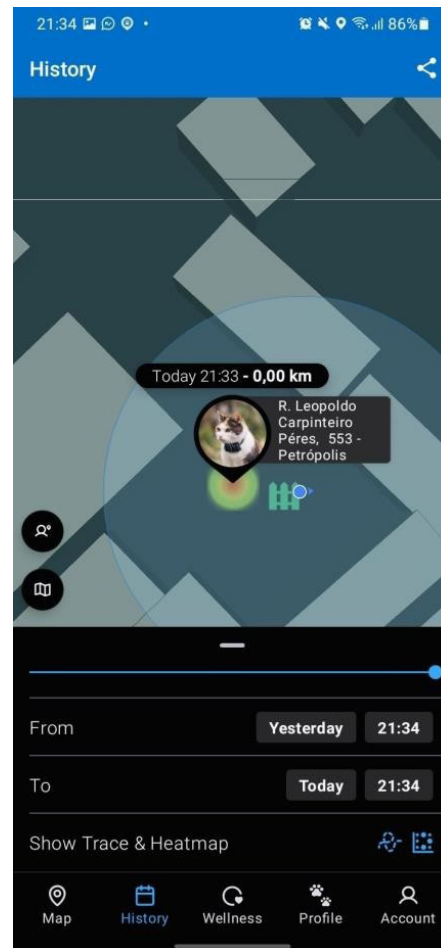 21:34 86%
History
Today 21:33 - 0,00 km
R. Leopoldo
Carpinteiro
Péres, 553 -
Petrópolis
From Yesterday 21:34
To Today 21:34
Show Trace & Heatmap
Map History Wellness Profile Account